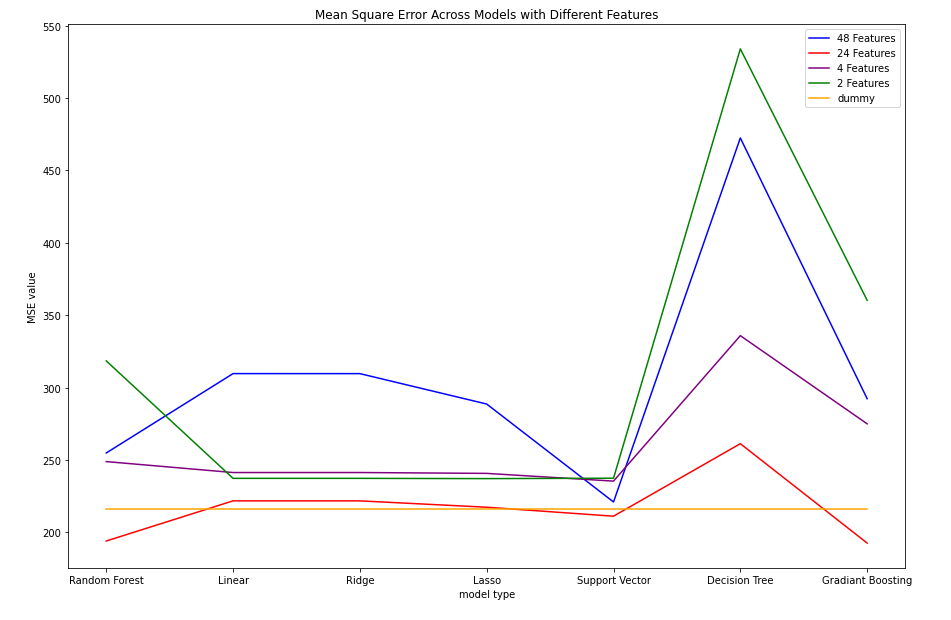 Mean Square Error Across Models with Different Features
48 Features
24 Features
4 Features
2 Features
dummy
550
500
450
400
350
300
250
200
MSE value
Random Forest
Linear
Ridge
Lasso
Support Vector
Decision Tree
Gradiant Boosting
model type